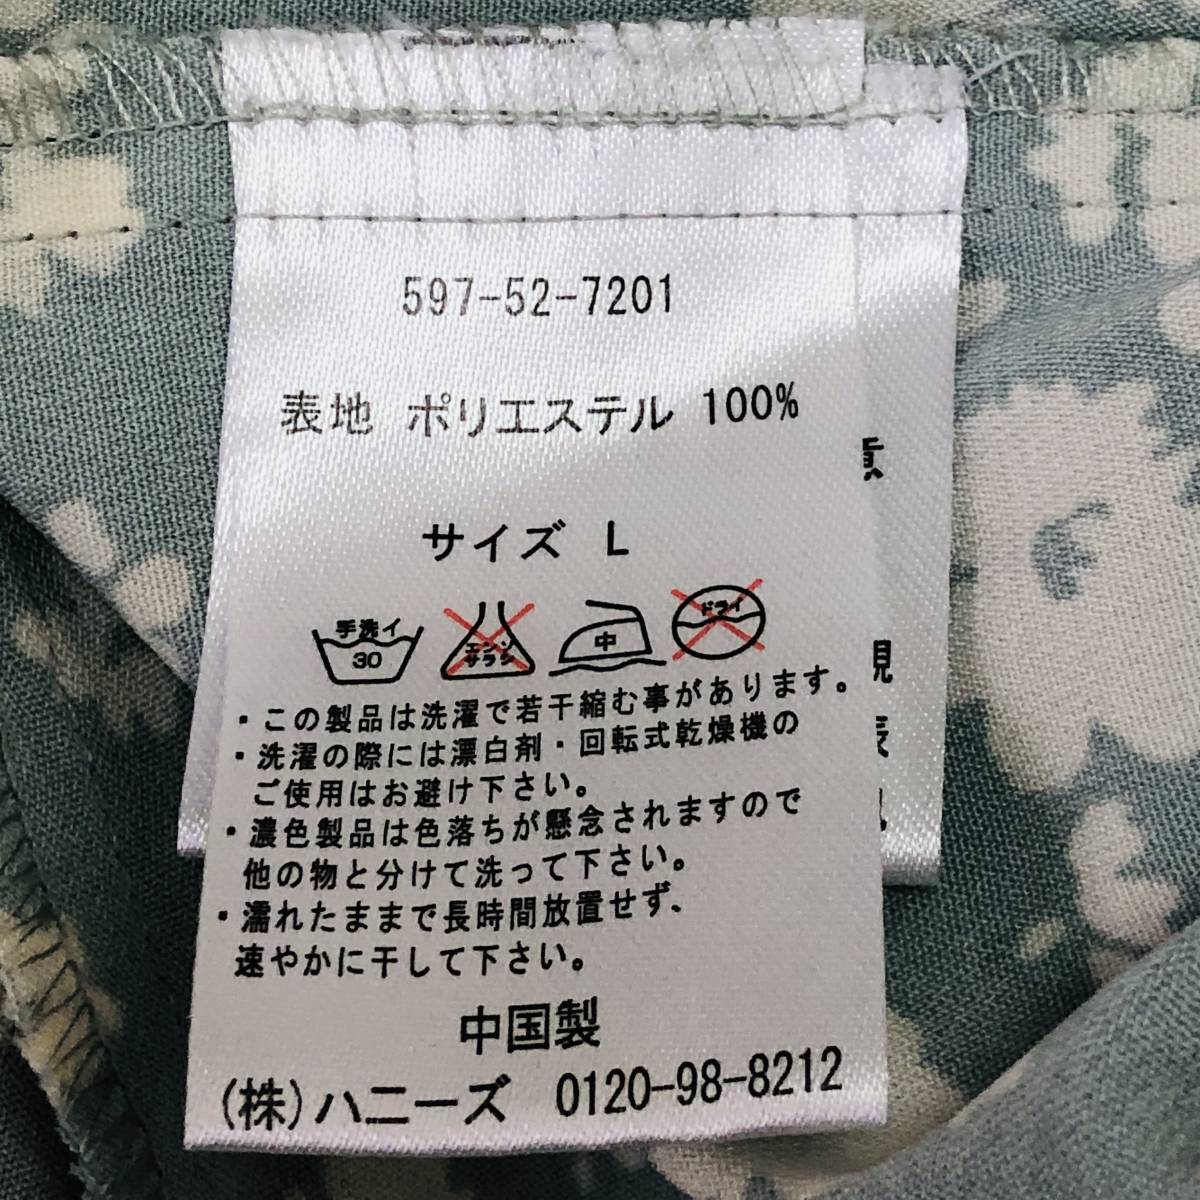 597-52-7201
表地 ポリエステル 100%
サイズ L
手洗イ
30
エンソ
サラシ
中
ドライ
・この製品は洗濯で若干縮む事があります。
・洗濯の際には漂白剤・回転式乾燥機の
ご使用はお避け下さい。
・濃色製品は色落ちが懸念されますので
他の物と分けて洗って下さい。
・濡れたままで長時間放置せず、
速やかに干して下さい。
中国製
(株)ハニーズ 0120-98-8212